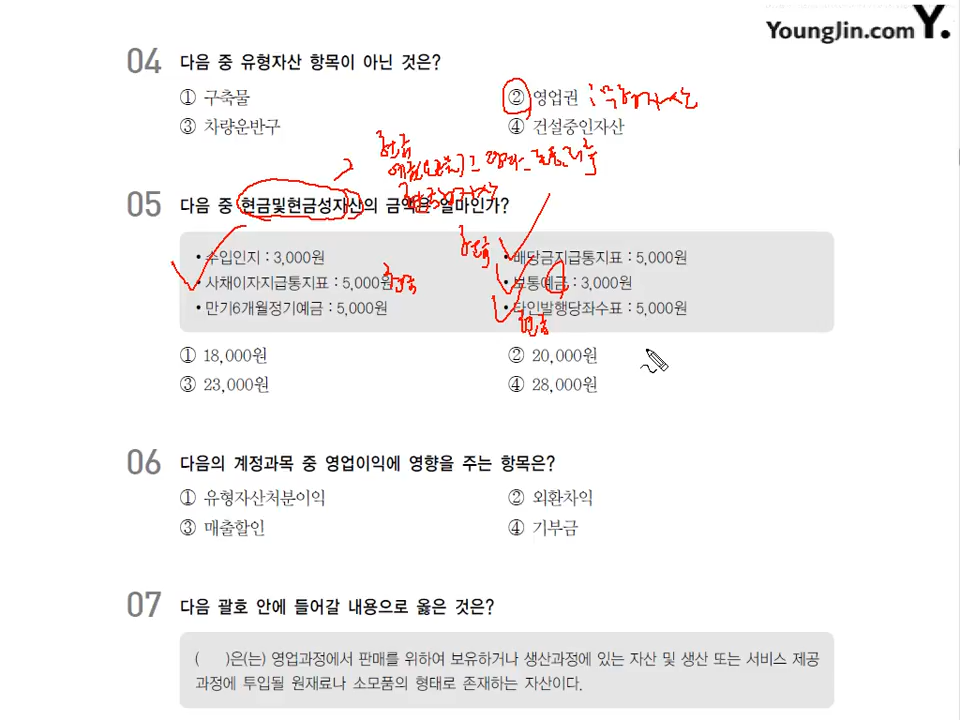 YoungJin.com Y.
04 다음 중 유형자산 항목이 아닌 것은?
① 구축물
② 영업권
③ 차량운반구
④ 건설중인자산
현금
05 다음 중 현금및현금성자산의 금액은 얼마인가?
• 수입인지 : 3,000원
• 배당금지급통지표 : 5,000원
현금
• 사채이자지급통지표 : 5,000원
현금
• 보통예금 : 3,000원
• 만기6개월정기예금 : 5,000원
• 타인발행당좌수표 : 5,000원
현금
① 18,000원
② 20,000원
③ 23,000원
④ 28,000원
06 다음의 계정과목 중 영업이익에 영향을 주는 항목은?
① 유형자산처분이익
② 외환차익
③ 매출할인
④ 기부금
07 다음 괄호 안에 들어갈 내용으로 옳은 것은?
( )은(는) 영업과정에서 판매를 위하여 보유하거나 생산과정에 있는 자산 및 생산 또는 서비스 제공
과정에 투입될 원재료나 소모품의 형태로 존재하는 자산이다.